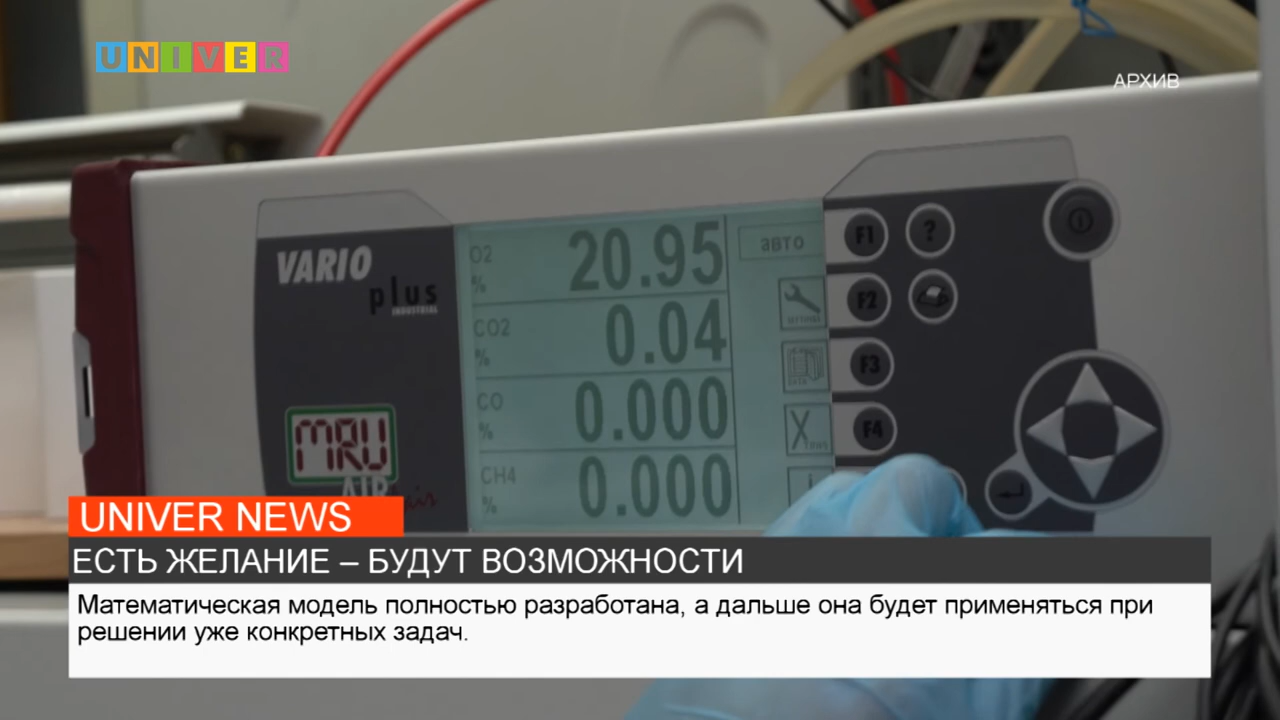 UNIVER
АРХИВ
VARIO
plus
INDUSTRIAL
MRU
AIR
O2
%
20.95
CO2
%
0.04
CO
%
0.000
CH4
%
0.000
авто
F1
?
F2
F3
F4
UNIVER NEWS
ЕСТЬ ЖЕЛАНИЕ – БУДУТ ВОЗМОЖНОСТИ
Математическая модель полностью разработана, а дальше она будет применяться при
решении уже конкретных задач.